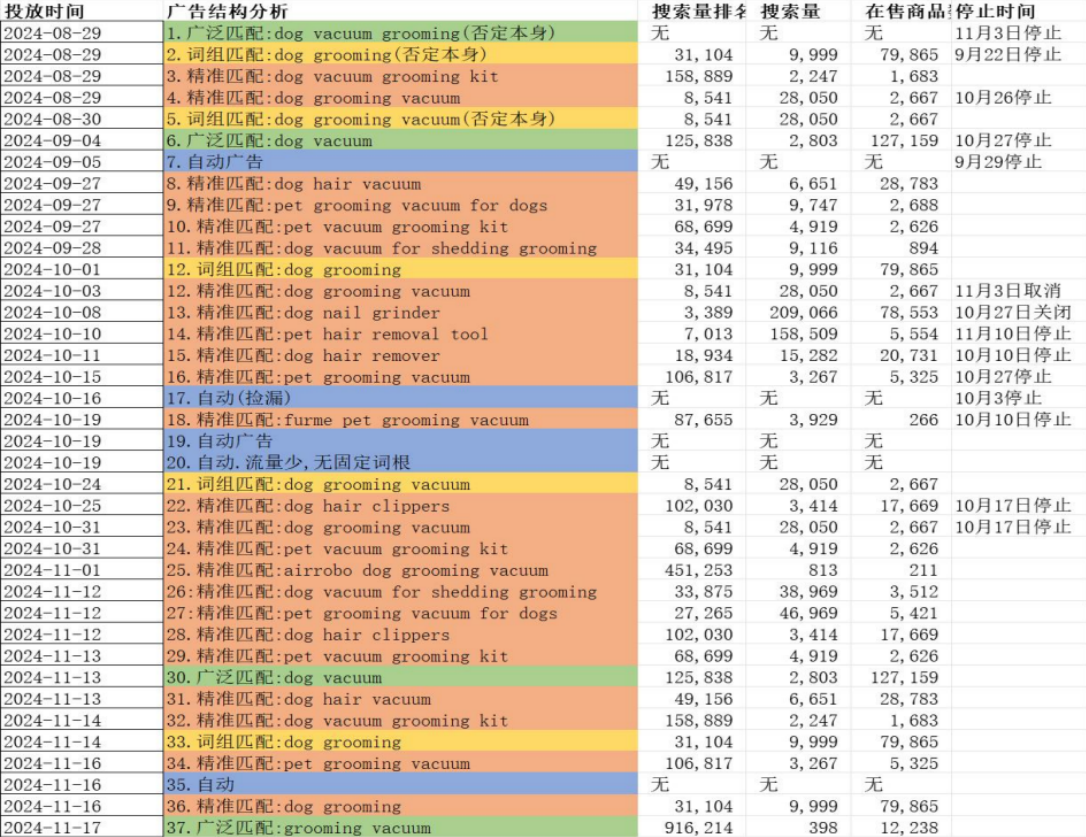 投放时间 广告结构分析 搜索量排名 搜索量 在售商品 停止时间
2024-08-29 1.广泛匹配:dog vacuum grooming(否定本身) 无 无 无 11月3日停止
2024-08-29 2.词组匹配:dog grooming(否定本身) 31,104 9,999 79,865 9月22日停止
2024-08-29 3.精准匹配:dog vacuum grooming kit 158,889 2,247 1,683
2024-08-29 4.精准匹配:dog grooming vacuum 8,541 28,050 2,667 10月26停止
2024-08-30 5.词组匹配:dog grooming vacuum(否定本身) 8,541 28,050 2,667
2024-09-04 6.广泛匹配:dog vacuum 125,838 2,803 127,159 10月27日停止
2024-09-05 7.自动广告 无 无 无 9月29停止
2024-09-27 8.精准匹配:dog hair vacuum 49,156 6,651 28,783
2024-09-27 9.精准匹配:pet grooming vacuum for dogs 31,978 9,747 2,688
2024-09-27 10.精准匹配:pet vacuum grooming kit 68,699 4,919 2,626
2024-09-28 11.精准匹配:dog vacuum for shedding grooming 34,495 9,116 894
2024-10-01 12.词组匹配:dog grooming 31,104 9,999 79,865
2024-10-03 12.精准匹配:dog grooming vacuum 8,541 28,050 2,667 11月3日取消
2024-10-08 13.精准匹配:dog nail grinder 3,389 209,066 78,553 10月27日关闭
2024-10-10 14.精准匹配:pet hair removal tool 7,013 158,509 5,554 11月10日停止
2024-10-11 15.精准匹配:dog hair remover 18,934 15,282 20,731 10月10日停止
2024-10-15 16.精准匹配:pet grooming vacuum 106,817 3,267 5,325 10月27停止
2024-10-16 17.自动(捡漏) 无 无 无 10月3停止
2024-10-19 18.精准匹配:furme pet grooming vacuum 87,655 3,929 266 10月10日停止
2024-10-19 19.自动广告 无 无 无
2024-10-19 20.自动.流量少,无固定词根 无 无 无
2024-10-24 21.词组匹配:dog grooming vacuum 8,541 28,050 2,667
2024-10-25 22.精准匹配:dog hair clippers 102,030 3,414 17,669 10月17日停止
2024-10-31 23.精准匹配:dog grooming vacuum 8,541 28,050 2,667 10月17日停止
2024-10-31 24.精准匹配:pet vacuum grooming kit 68,699 4,919 2,626
2024-11-01 25.精准匹配:airrobo dog grooming vacuum 451,253 813 211
2024-11-12 26:精准匹配:dog vacuum for shedding grooming 33,875 38,969 3,512
2024-11-12 27:精准匹配:pet grooming vacuum for dogs 27,265 46,969 5,421
2024-11-12 28.精准匹配:dog hair clippers 102,030 3,414 17,669
2024-11-13 29.精准匹配:pet vacuum grooming kit 68,699 4,919 2,626
2024-11-13 30.广泛匹配:dog vacuum 125,838 2,803 127,159
2024-11-13 31.精准匹配:dog hair vacuum 49,156 6,651 28,783
2024-11-14 32.精准匹配:dog vacuum grooming kit 158,889 2,247 1,683
2024-11-14 33.词组匹配:dog grooming 31,104 9,999 79,865
2024-11-16 34.精准匹配:pet grooming vacuum 106,817 3,267 5,325
2024-11-16 35.自动 无 无 无
2024-11-16 36.精准匹配:dog grooming 31,104 9,999 79,865
2024-11-17 37.广泛匹配:grooming vacuum 916,214 398 12,238